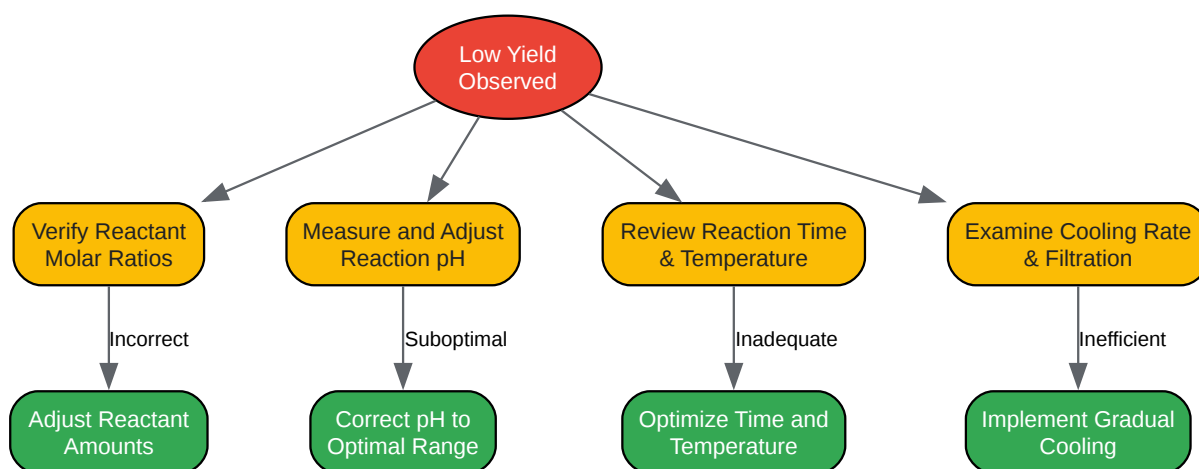 Low Yield
Observed
Verify Reactant
Molar Ratios
Measure and Adjust
Reaction pH
Review Reaction Time
& Temperature
Examine Cooling Rate
& Filtration
Incorrect
Suboptimal
Inadequate
Inefficient
Adjust Reactant
Amounts
Correct pH to
Optimal Range
Optimize Time and
Temperature
Implement Gradual
Cooling